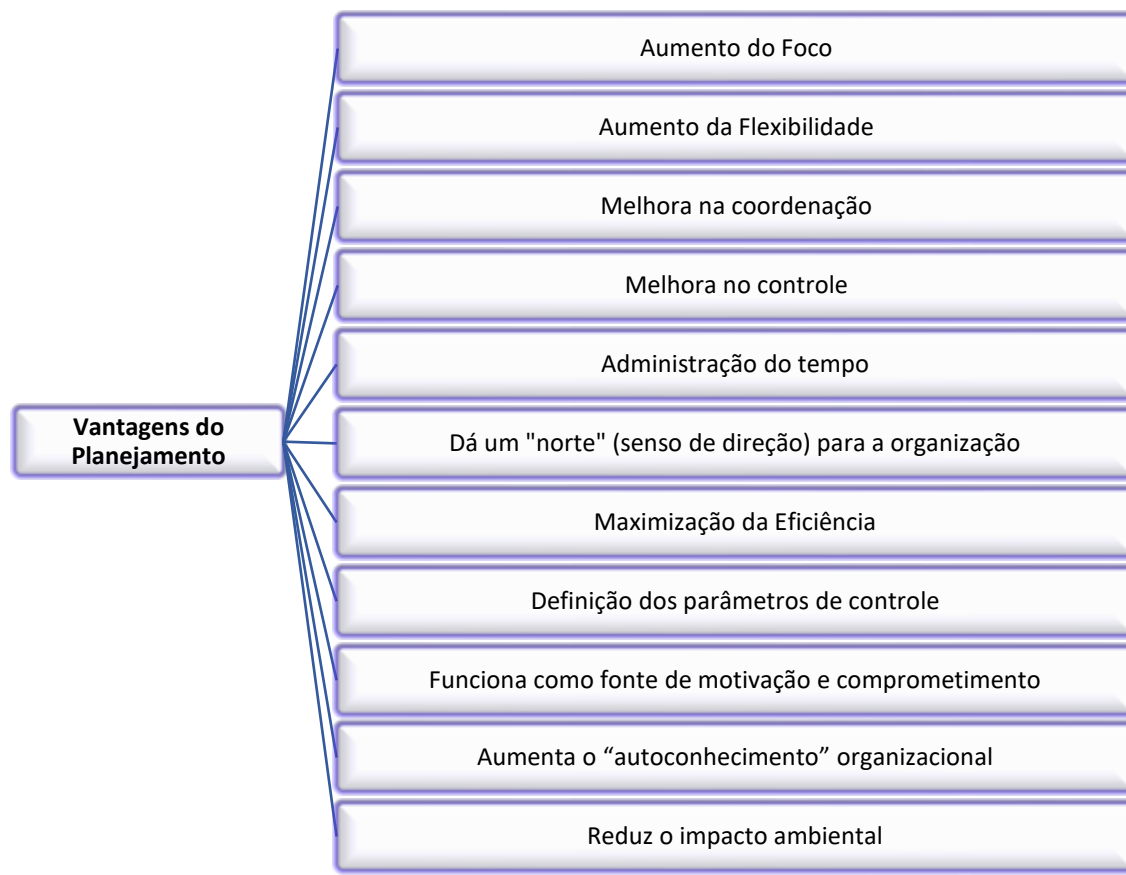 Aumento do Foco
Aumento da Flexibilidade
Melhora na coordenação
Melhora no controle
Administração do tempo
Vantagens do
Planejamento
Dá um "norte" (senso de direção) para a organização
Maximização da Eficiência
Definição dos parâmetros de controle
Funciona como fonte de motivação e comprometimento
Aumenta o “autoconhecimento” organizacional
Reduz o impacto ambiental